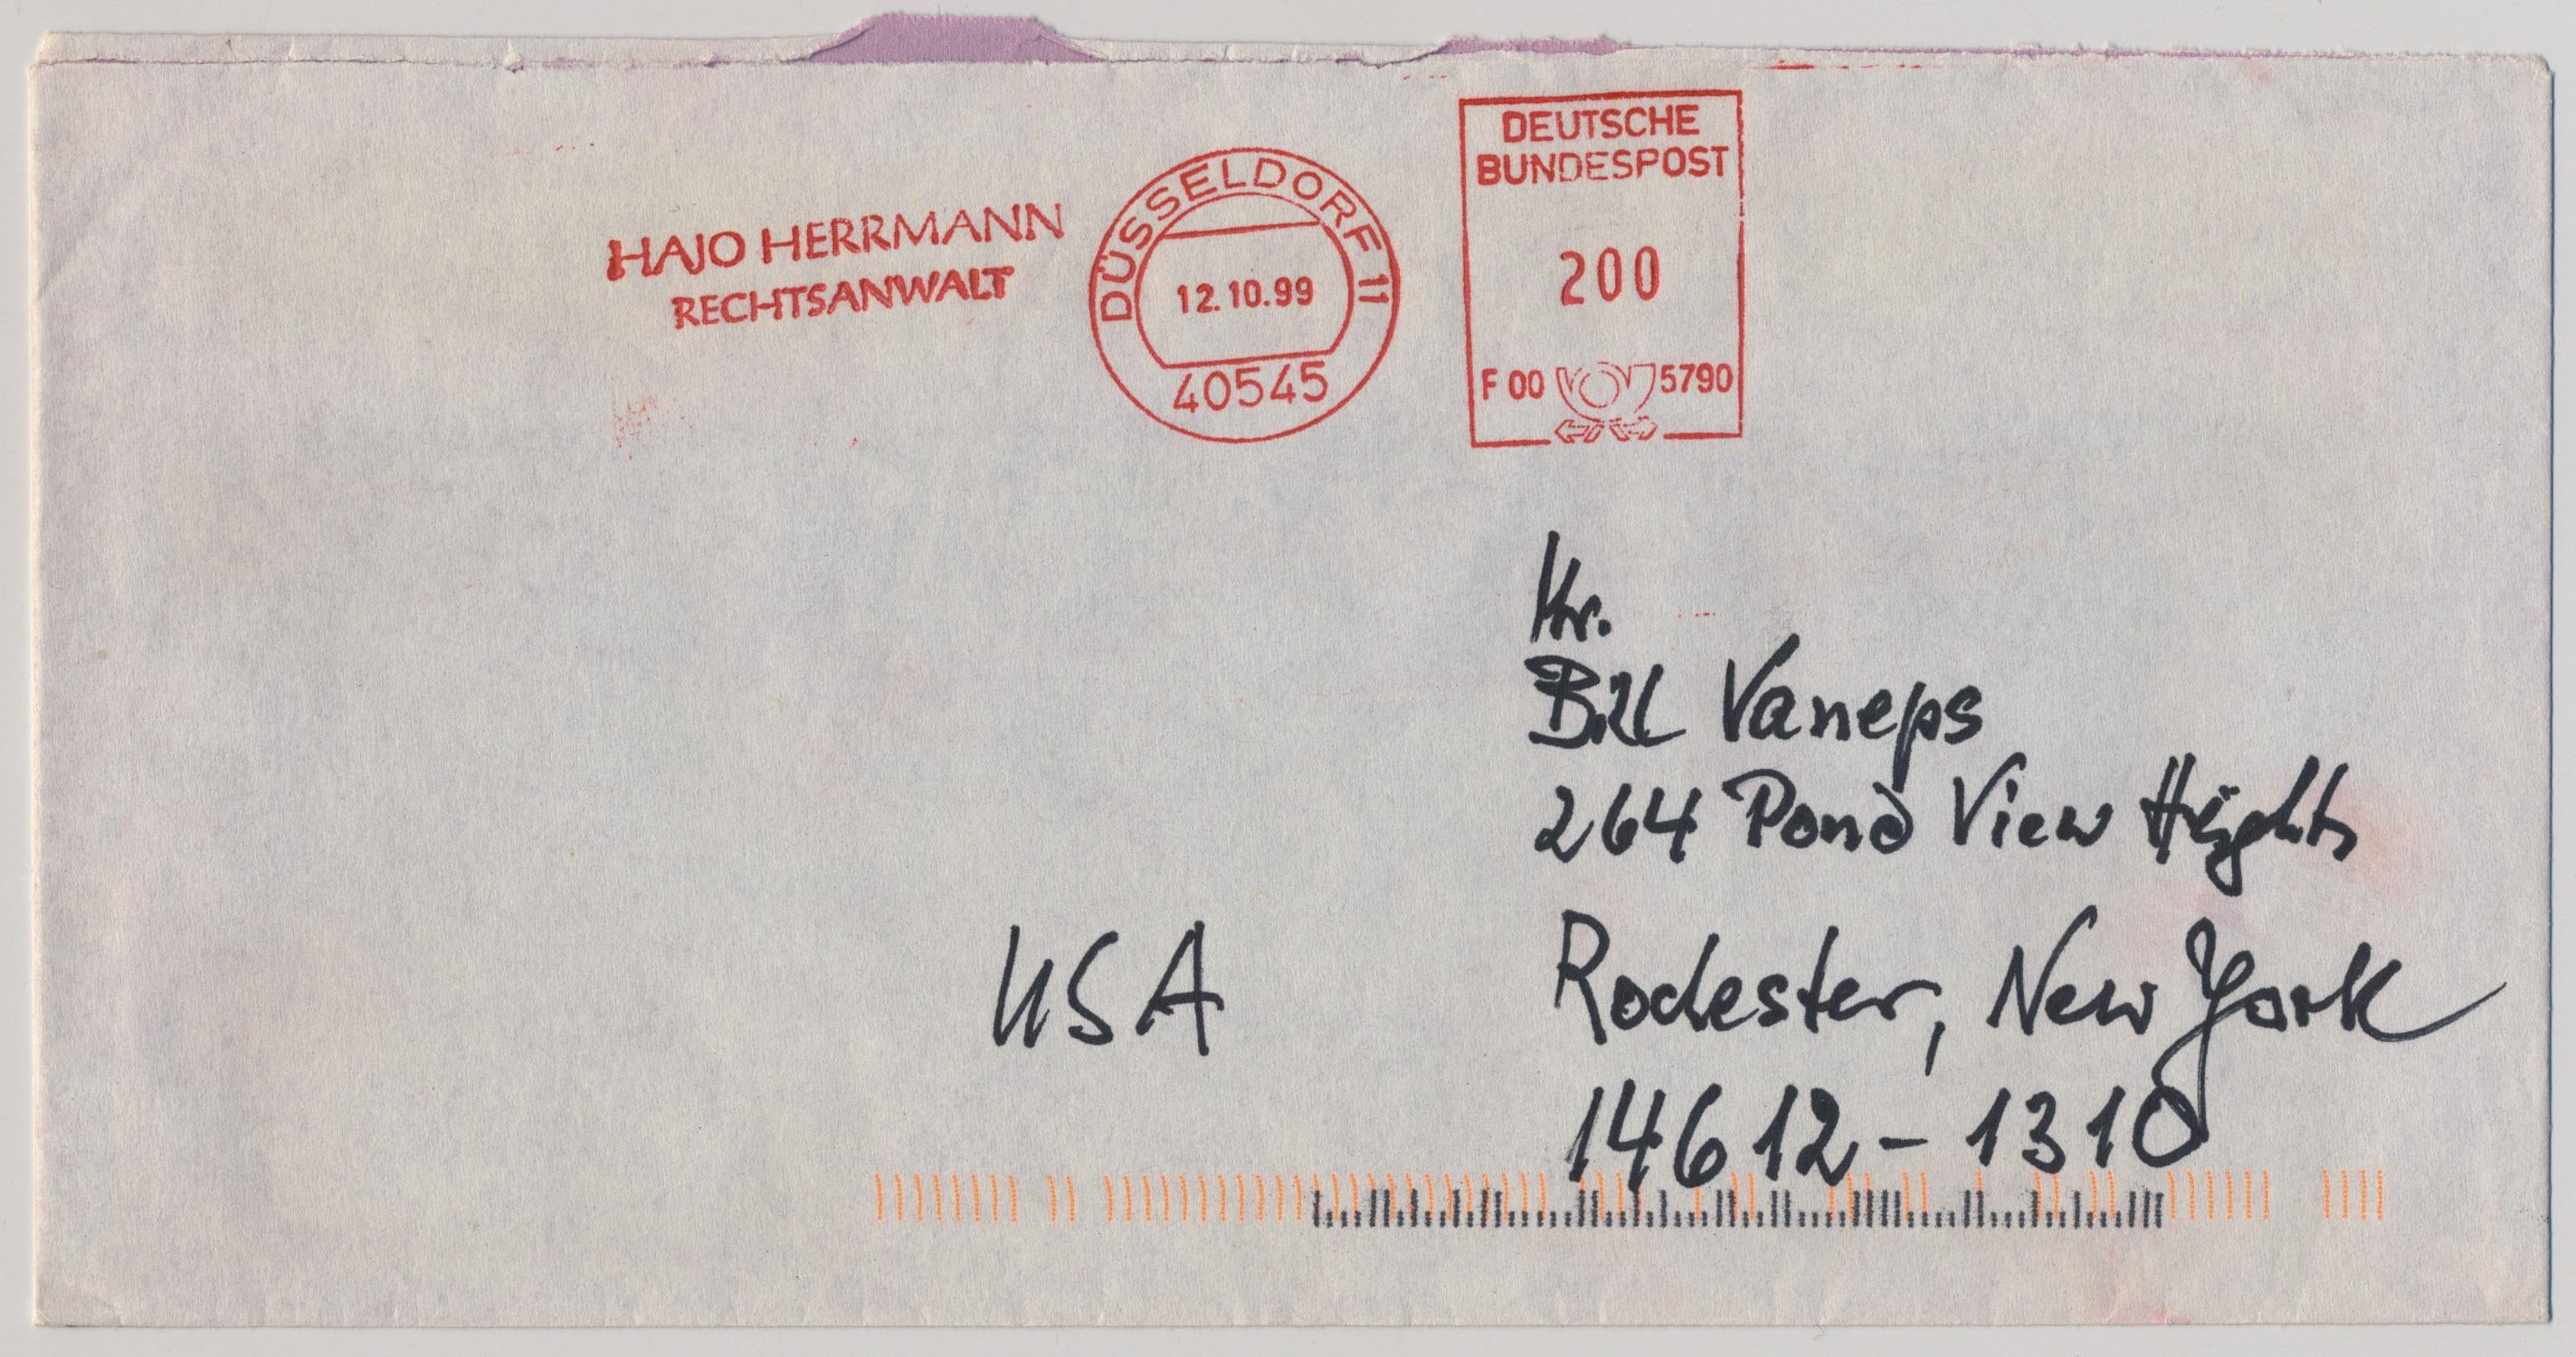 HAJO HERRMANN
RECHTSANWALT
DÜSSELDORF 11
12.10.99
40545
DEUTSCHE
BUNDESPOST
200
F 00 5790
Mr.
Bill Vaneps
264 Pond View Heights
Rochester, New York
USA
14612-1310